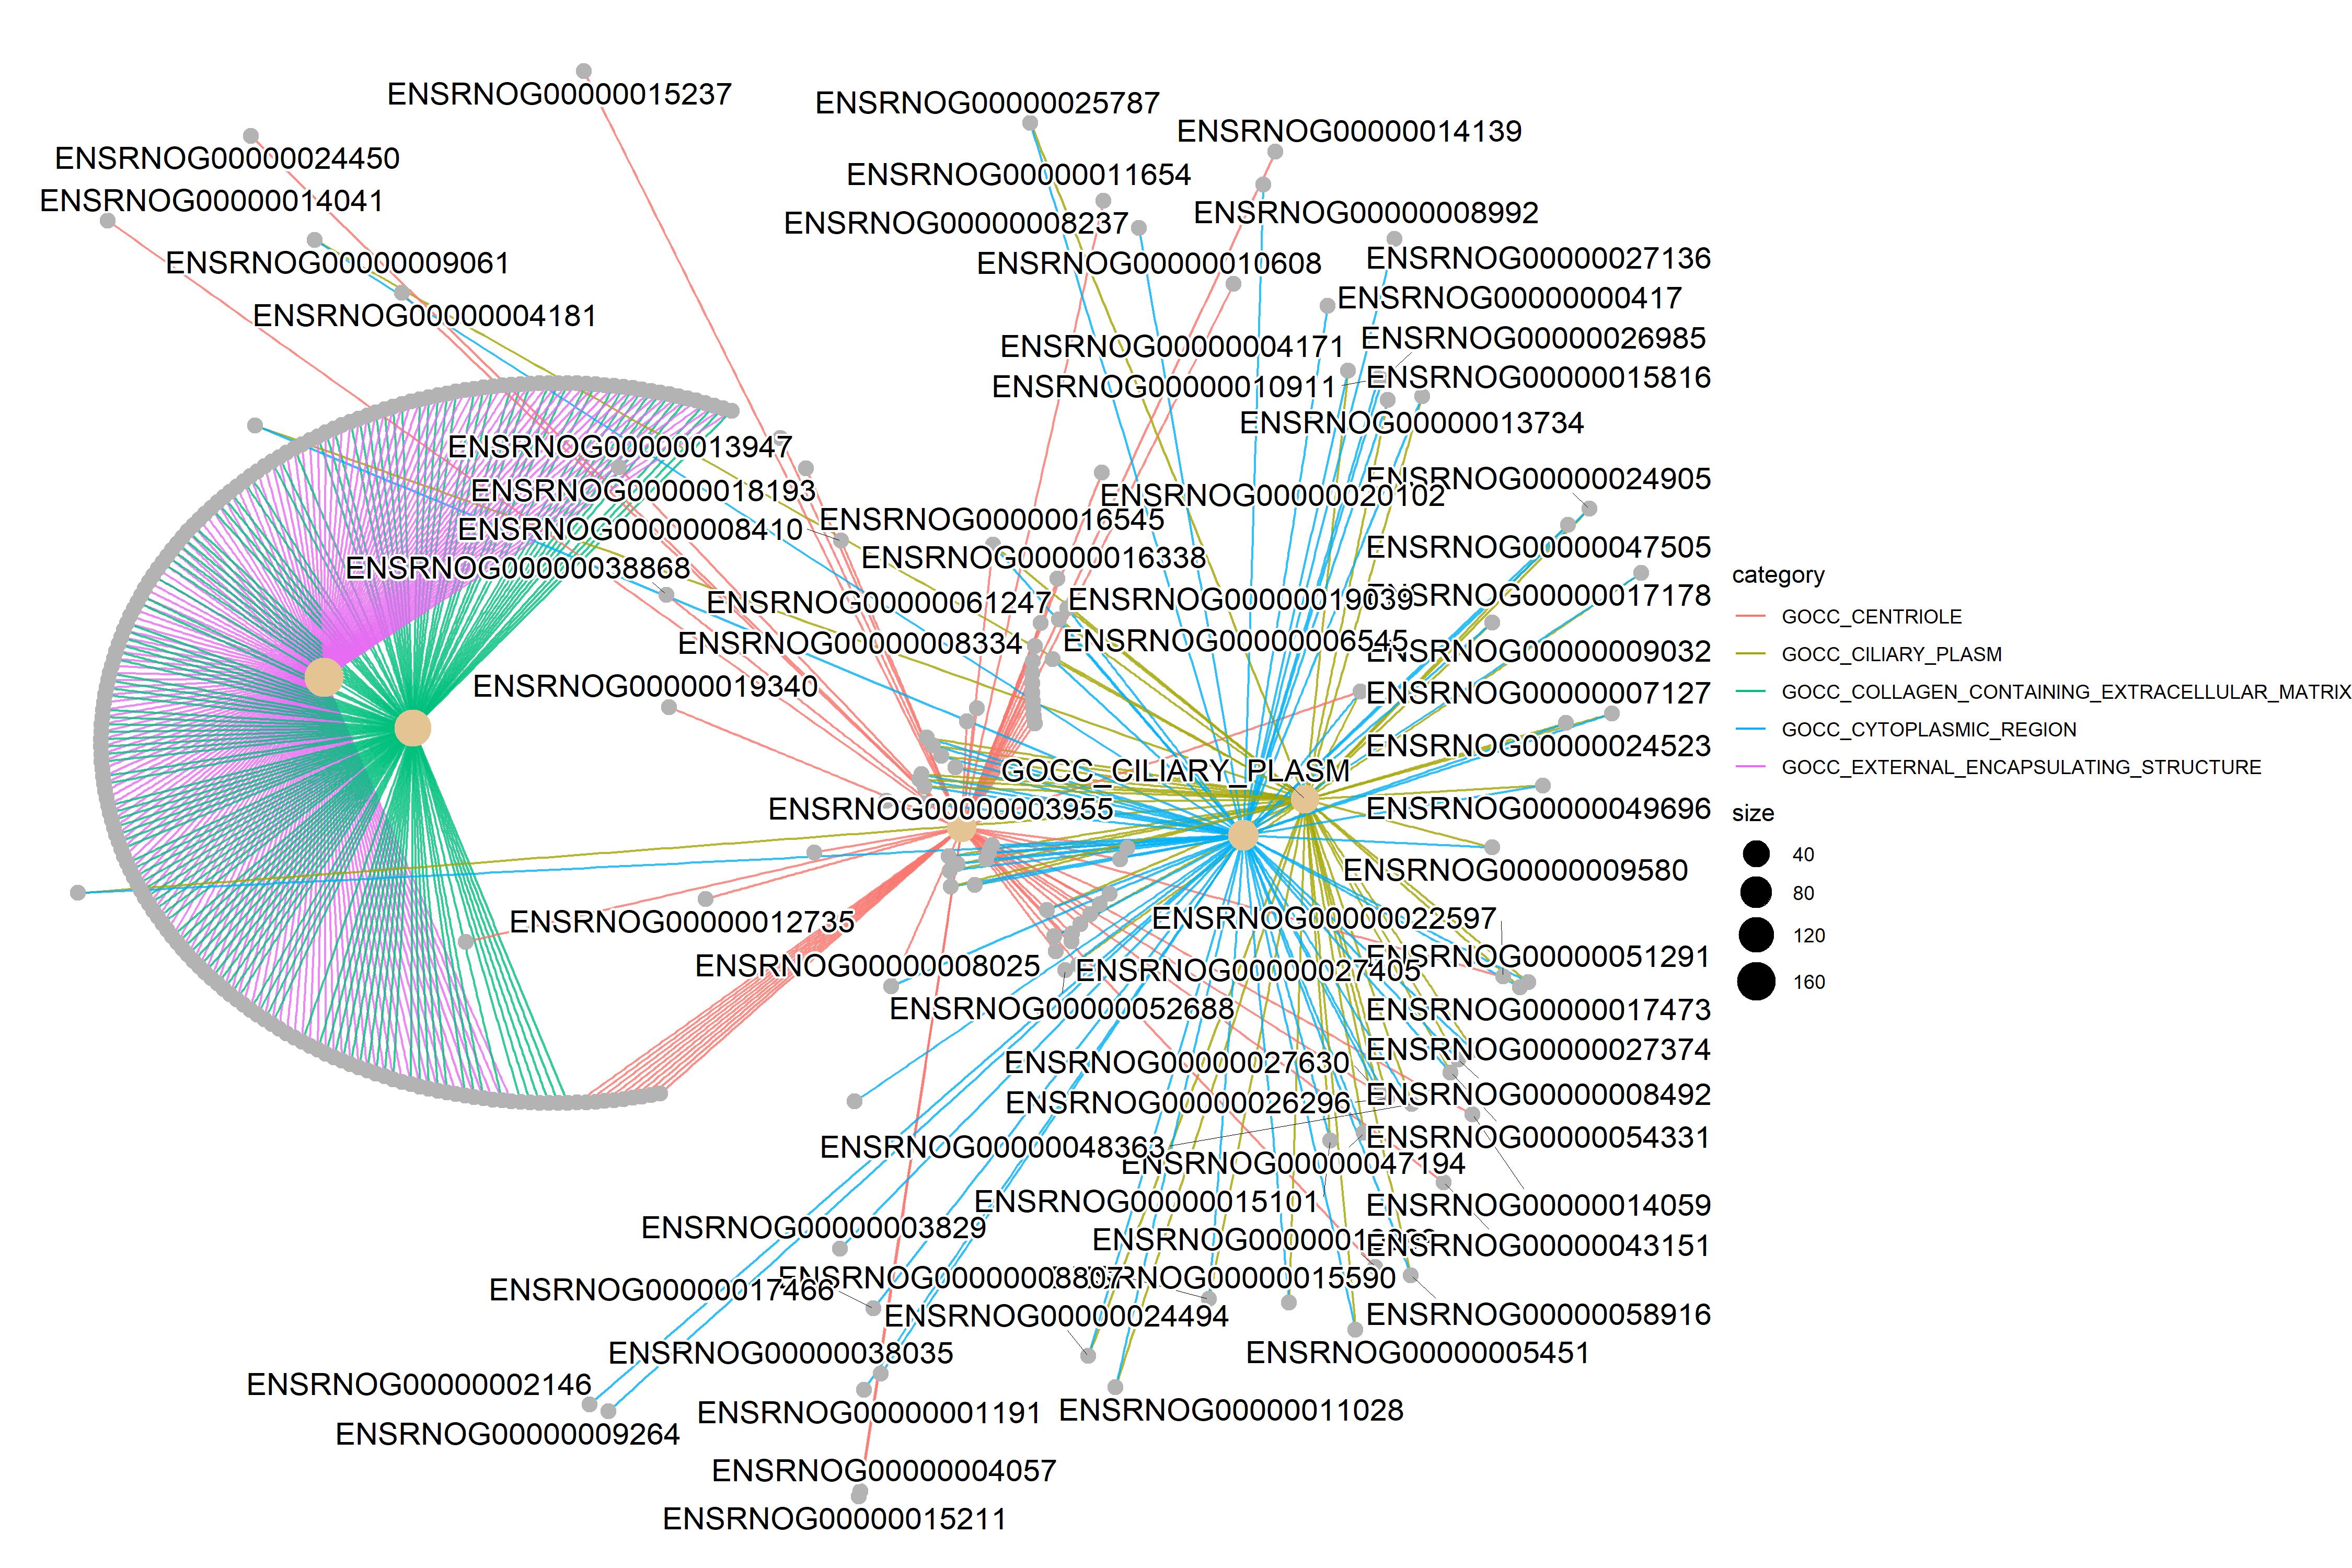 ENSRNOG00000015237
ENSRNOG00000025787
ENSRNOG00000014139
ENSRNOG00000024450
ENSRNOG00000011654
ENSRNOG00000014041
ENSRNOG00000008992
ENSRNOG00000008237
ENSRNOG00000027136
ENSRNOG00000009061
ENSRNOG00000010608
ENSRNOG00000000417
ENSRNOG00000004181
ENSRNOG00000026985
ENSRNOG00000004171
ENSRNOG00000015816
ENSRNOG00000010911
ENSRNOG00000013734
ENSRNOG00000013947
ENSRNOG00000024905
ENSRNOG00000018193
ENSRNOG00000020102
ENSRNOG00000016545
ENSRNOG00000008410
ENSRNOG00000047505
ENSRNOG00000016338
ENSRNOG00000038868
ENSRNOG00000017178
ENSRNOG00000019039
ENSRNOG00000061247
ENSRNOG00000006545
ENSRNOG00000008334
ENSRNOG00000009032
ENSRNOG00000019340
ENSRNOG00000007127
ENSRNOG00000024523
GOCC_CILIARY_PLASM
ENSRNOG00000003955
ENSRNOG00000049696
ENSRNOG00000009580
ENSRNOG00000012735
ENSRNOG00000022597
ENSRNOG00000051291
ENSRNOG00000008025
ENSRNOG00000027405
ENSRNOG00000052688
ENSRNOG00000017473
ENSRNOG00000027374
ENSRNOG00000027630
ENSRNOG00000008492
ENSRNOG00000026296
ENSRNOG00000054331
ENSRNOG00000048363
ENSRNOG00000047194
ENSRNOG00000015101
ENSRNOG00000014059
ENSRNOG00000003829
ENSRNOG00000043151
ENSRNOG00000008807
ENSRNOG00000015590
ENSRNOG00000017466
ENSRNOG00000024494
ENSRNOG00000058916
ENSRNOG00000038035
ENSRNOG00000005451
ENSRNOG00000002146
ENSRNOG00000001191
ENSRNOG00000011028
ENSRNOG00000009264
ENSRNOG00000004057
ENSRNOG00000015211
category
GOCC_CENTRIOLE
GOCC_CILIARY_PLASM
GOCC_COLLAGEN_CONTAINING_EXTRACELLULAR_MATRIX
GOCC_CYTOPLASMIC_REGION
GOCC_EXTERNAL_ENCAPSULATING_STRUCTURE
size
40
80
120
160